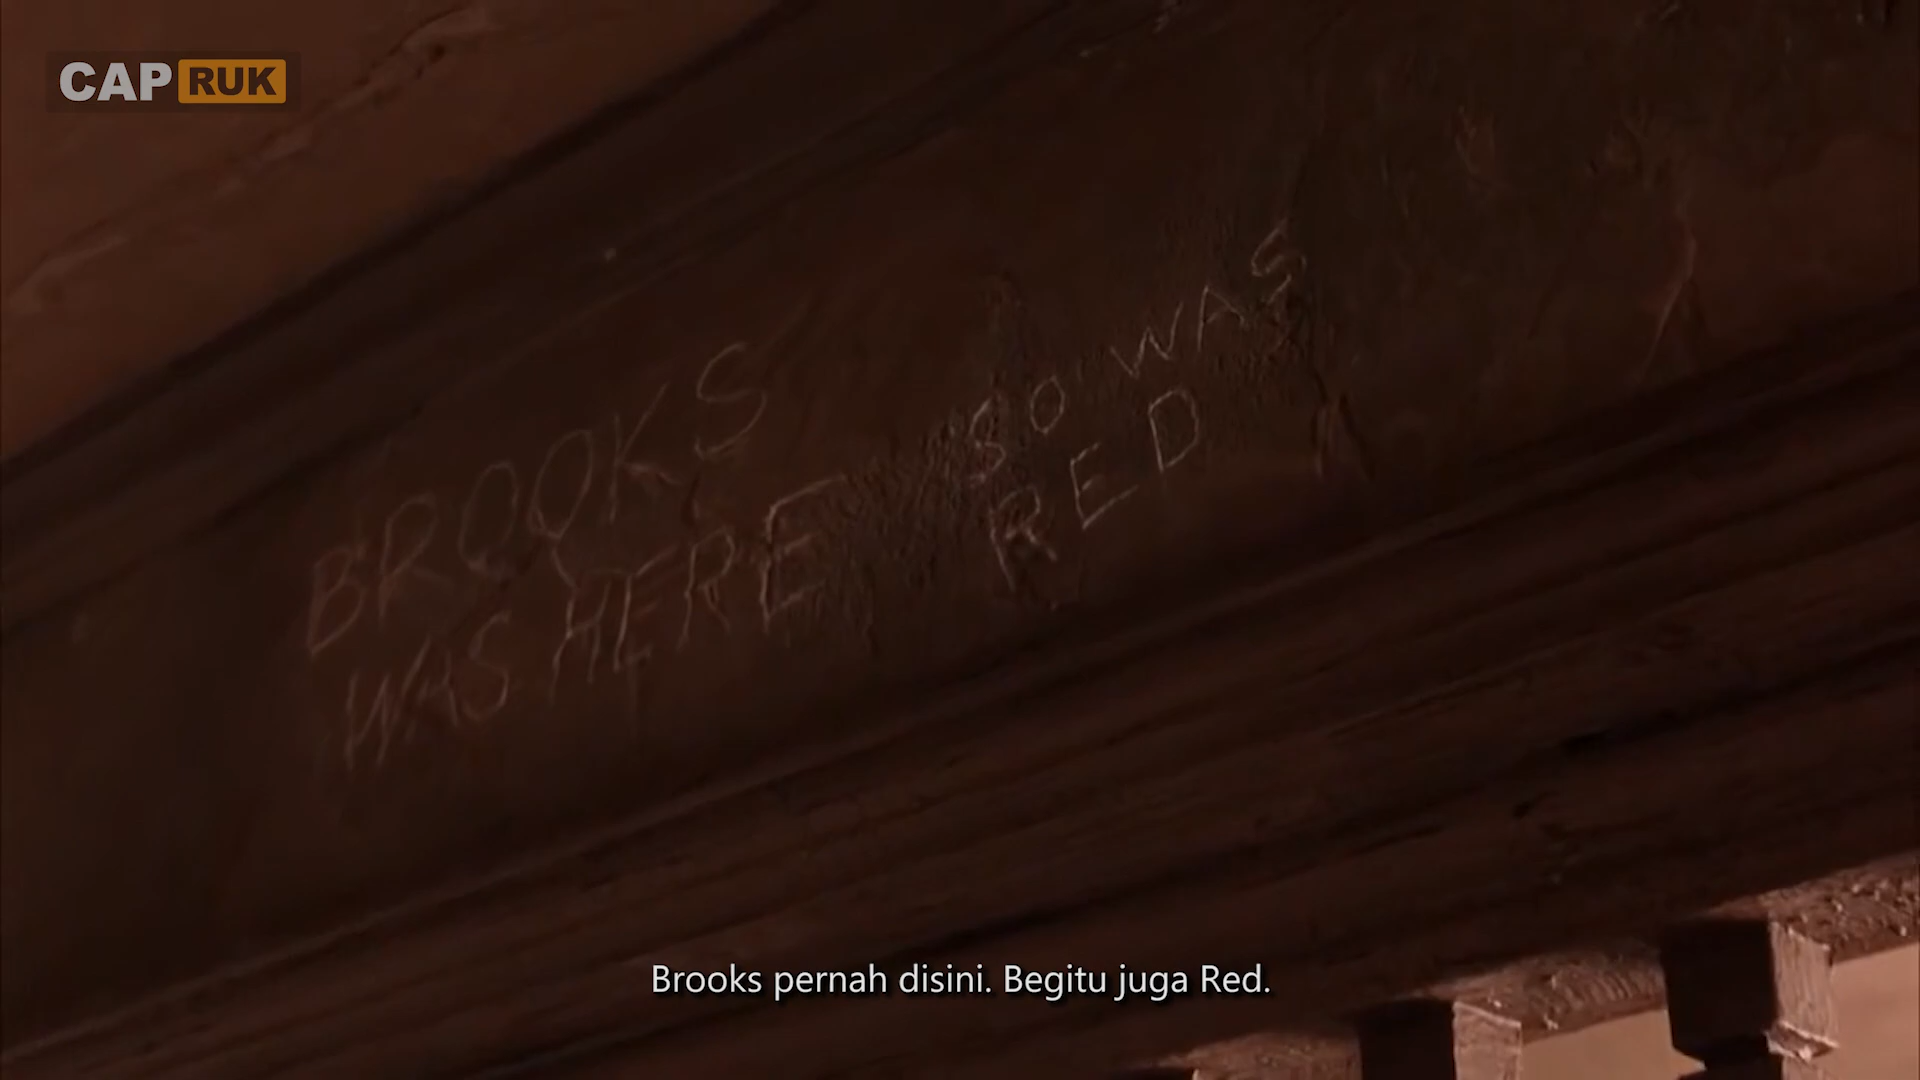 CAP RUK
BROOKS
WAS HERE
SO WAS
RED
Brooks pernah disini. Begitu juga Red.